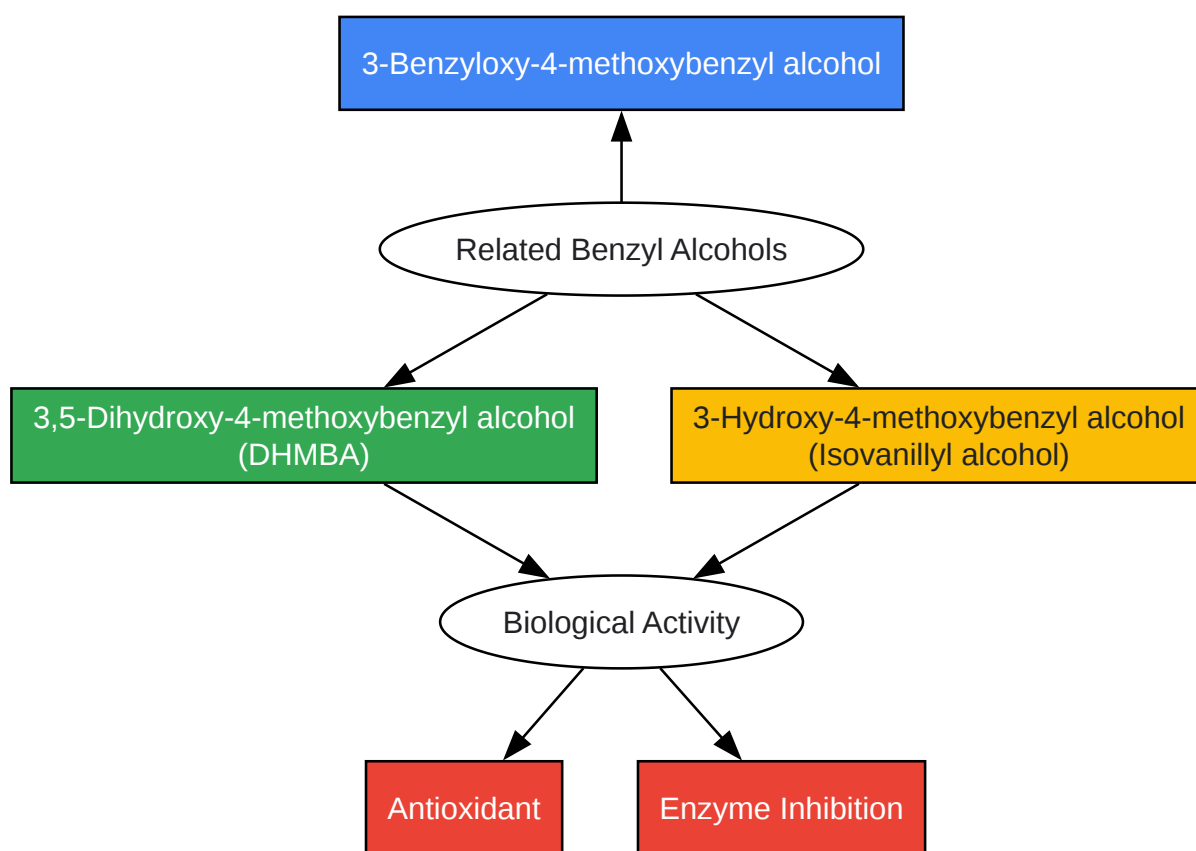 3-Benzyloxy-4-methoxybenzyl alcohol
Related Benzyl Alcohols
3,5-Dihydroxy-4-methoxybenzyl alcohol
(DHMBA)
3-Hydroxy-4-methoxybenzyl alcohol
(Isovanillyl alcohol)
Biological Activity
Antioxidant
Enzyme Inhibition